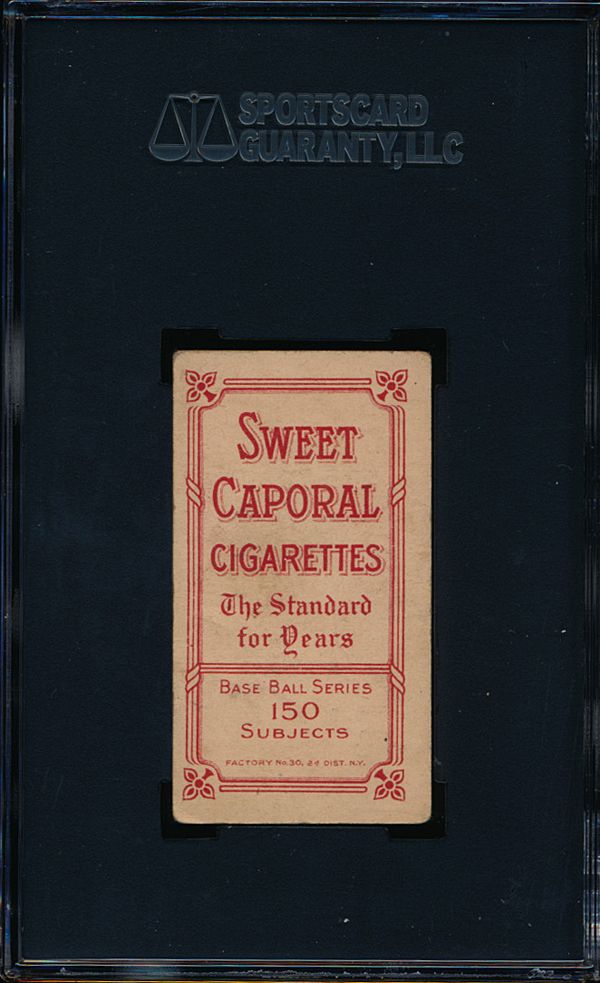 SPORTSCARD
GUARANTY, LLC
SWEET
CAPORAL
CIGARETTES
The Standard
for Years
BASE BALL SERIES
150
SUBJECTS
FACTORY No. 30, 2d DIST. N.Y.